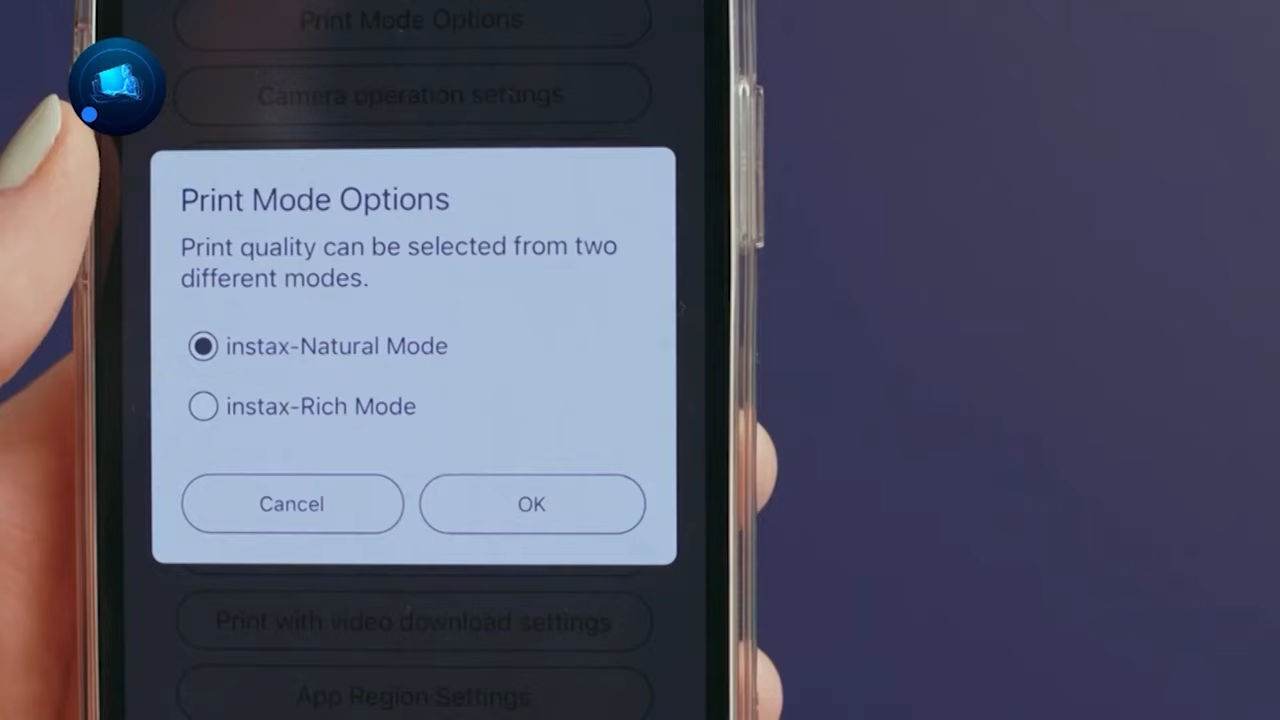 Print Mode Options
Camera operation settings
Print Mode Options
Print quality can be selected from two
different modes.
instax-Natural Mode
instax-Rich Mode
Cancel
OK
Print with video download settings
App Region Settings